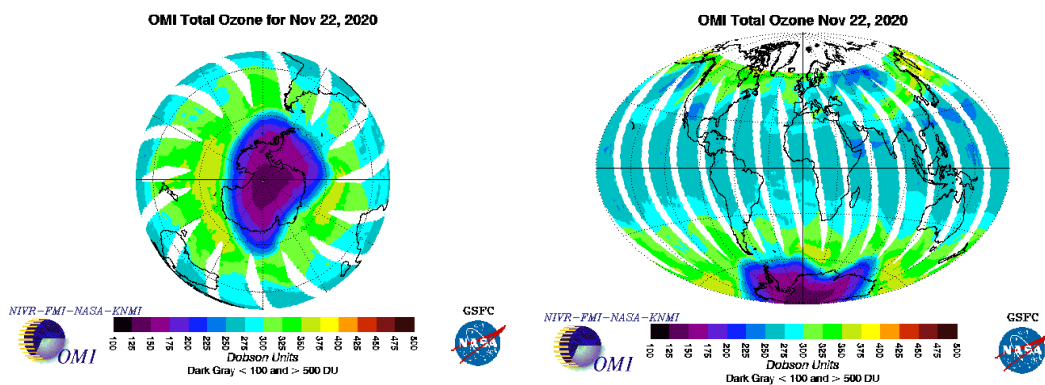 OMI Total Ozone for Nov 22, 2020
NIVR-FMI-NASA-KNMI
OMI
100 125 150 175 200 225 250 275 300 325 350 375 400 425 450 475 500
Dobson Units
Dark Gray < 100 and > 500 DU
GSFC
NASA
OMI Total Ozone Nov 22, 2020
NIVR-FMI-NASA-KNMI
OMI
100 125 150 175 200 225 250 275 300 325 350 375 400 425 450 475 500
Dobson Units
Dark Gray < 100 and > 500 DU
GSFC
NASA